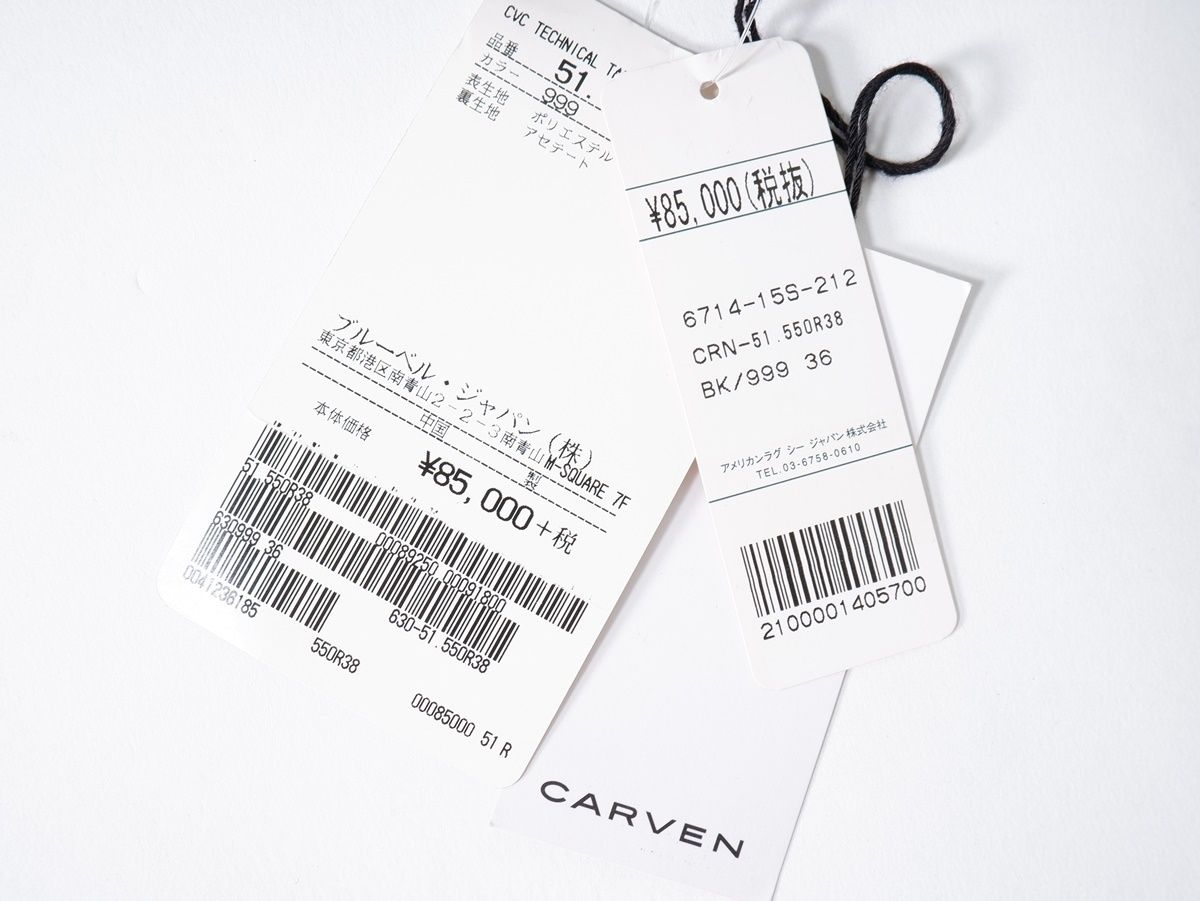 CVC TECHNICAL
品番 51.
カラー 999
表生地 ポリエステル
裏生地 アセテート
ブルーベル・ジャパン（株）
東京都港区南青山2-2-3南青山M-SQUARE 7F
中国 製
本体価格 ¥85,000+税
51.550R38
00089250 00091800
630999 36
630-51.550R38
0041236185
550R38
00085000 51 R
¥85,000(税抜)
6714-15S-212
CRN-51.550R38
BK/999 36
アメリカンラグ シー ジャパン株式会社
TEL.03-6758-0610
2100001405700
CARVEN